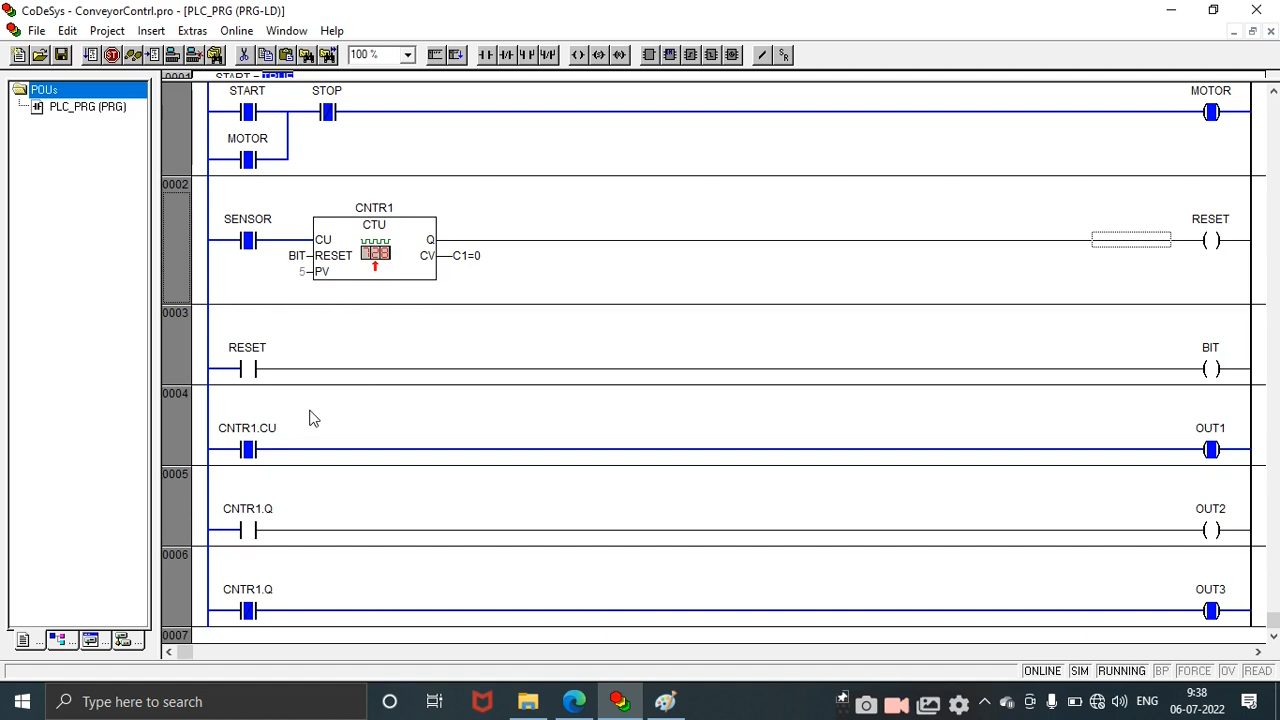 CoDeSys - ConveyorContrl.pro - [PLC_PRG (PRG-LD)]
File Edit Project Insert Extras Online Window Help
100 %
POUs
PLC_PRG (PRG)
0001 START = TRUE
START STOP MOTOR
MOTOR
0002
CNTR1
SENSOR CTU RESET
CU Q
BIT RESET CV C1=0
5 PV
0003
RESET BIT
0004
CNTR1.CU OUT1
0005
CNTR1.Q OUT2
0006
CNTR1.Q OUT3
0007
ONLINE SIM RUNNING BP FORCE OV READ
Type here to search
ENG
9:38
06-07-2022